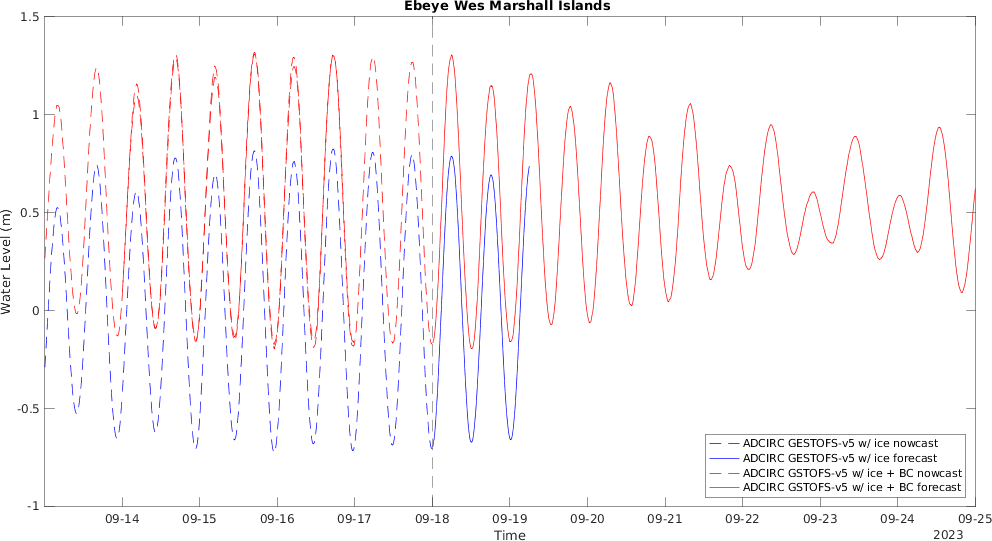 Ebeye Wes Marshall Islands
1.5
1
0.5
0
-0.5
-1
Water Level (m)
09-14 09-15 09-16 09-17 09-18 09-19 09-20 09-21 09-22 09-23 09-24 09-25
Time
2023
ADCIRC GESTOFS-v5 w/ ice nowcast
ADCIRC GESTOFS-v5 w/ ice forecast
ADCIRC GSTOFS-v5 w/ ice + BC nowcast
ADCIRC GSTOFS-v5 w/ ice + BC forecast